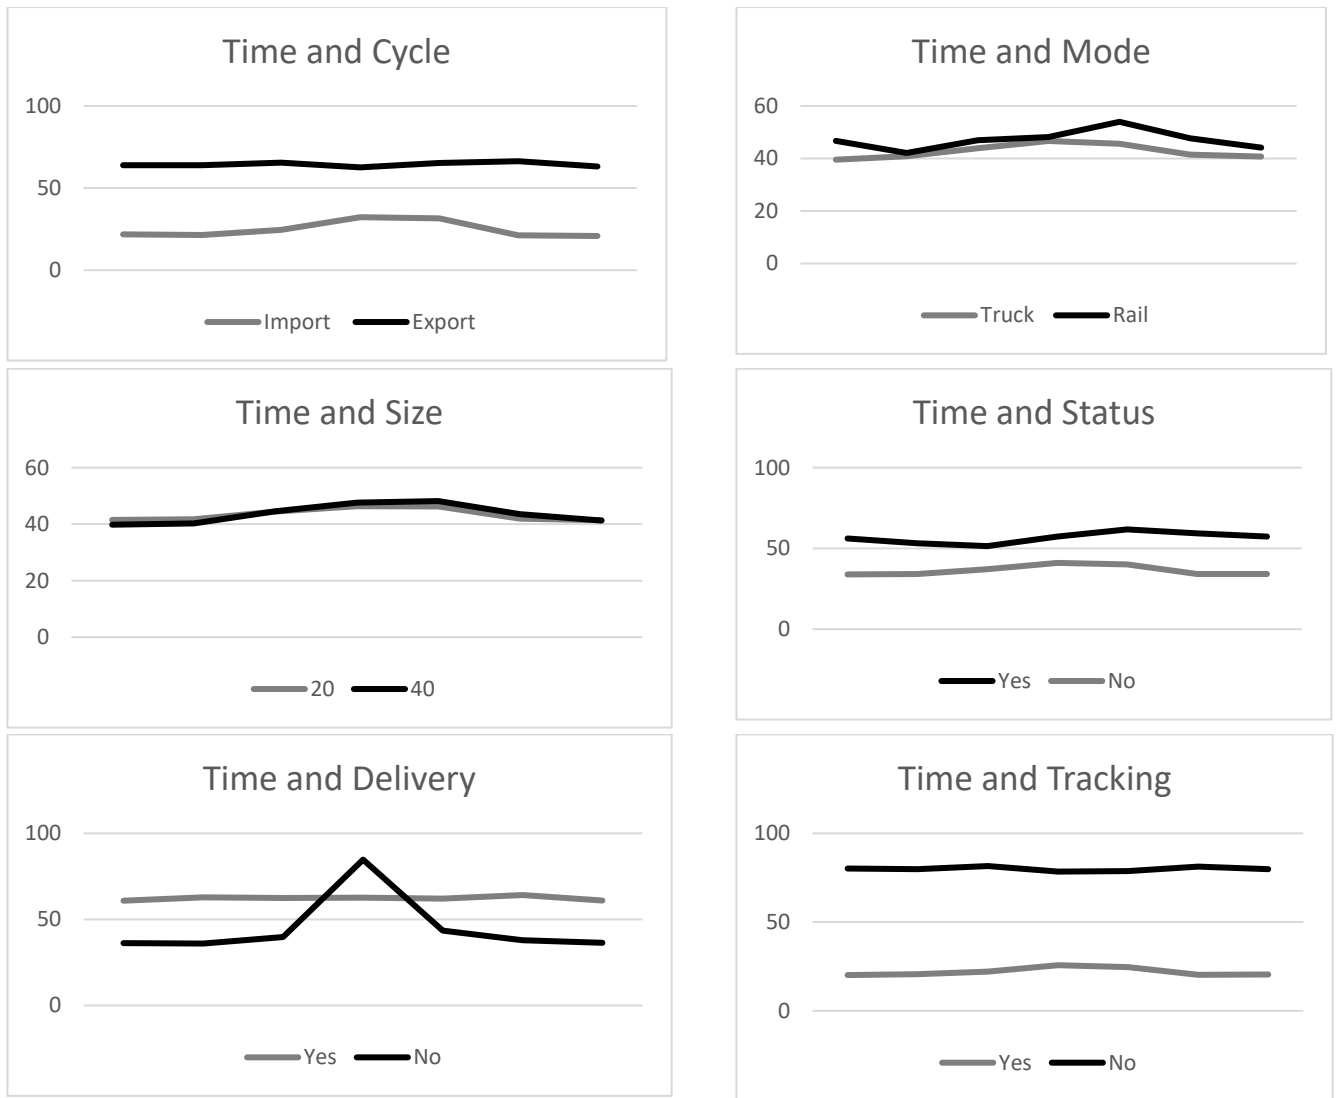 Time and Cycle
100
50
0
Import Export
Time and Mode
60
40
20
0
Truck Rail
Time and Size
60
40
20
0
20 40
Time and Status
100
50
0
Yes No
Time and Delivery
100
50
0
Yes No
Time and Tracking
100
50
0
Yes No